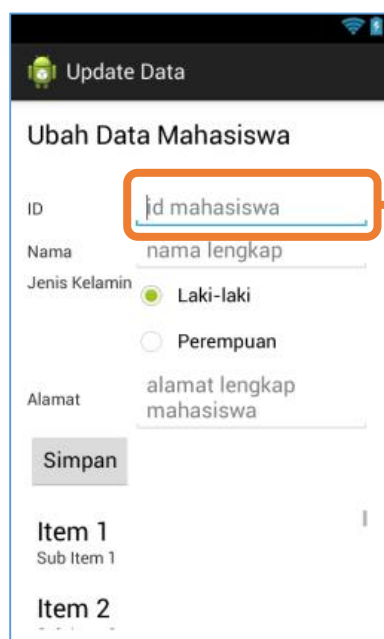 Update Data
Ubah Data Mahasiswa
ID id mahasiswa
Nama nama lengkap
Jenis Kelamin Laki-laki
Perempuan
Alamat alamat lengkap
mahasiswa
Simpan
Item 1
Sub Item 1
Item 2